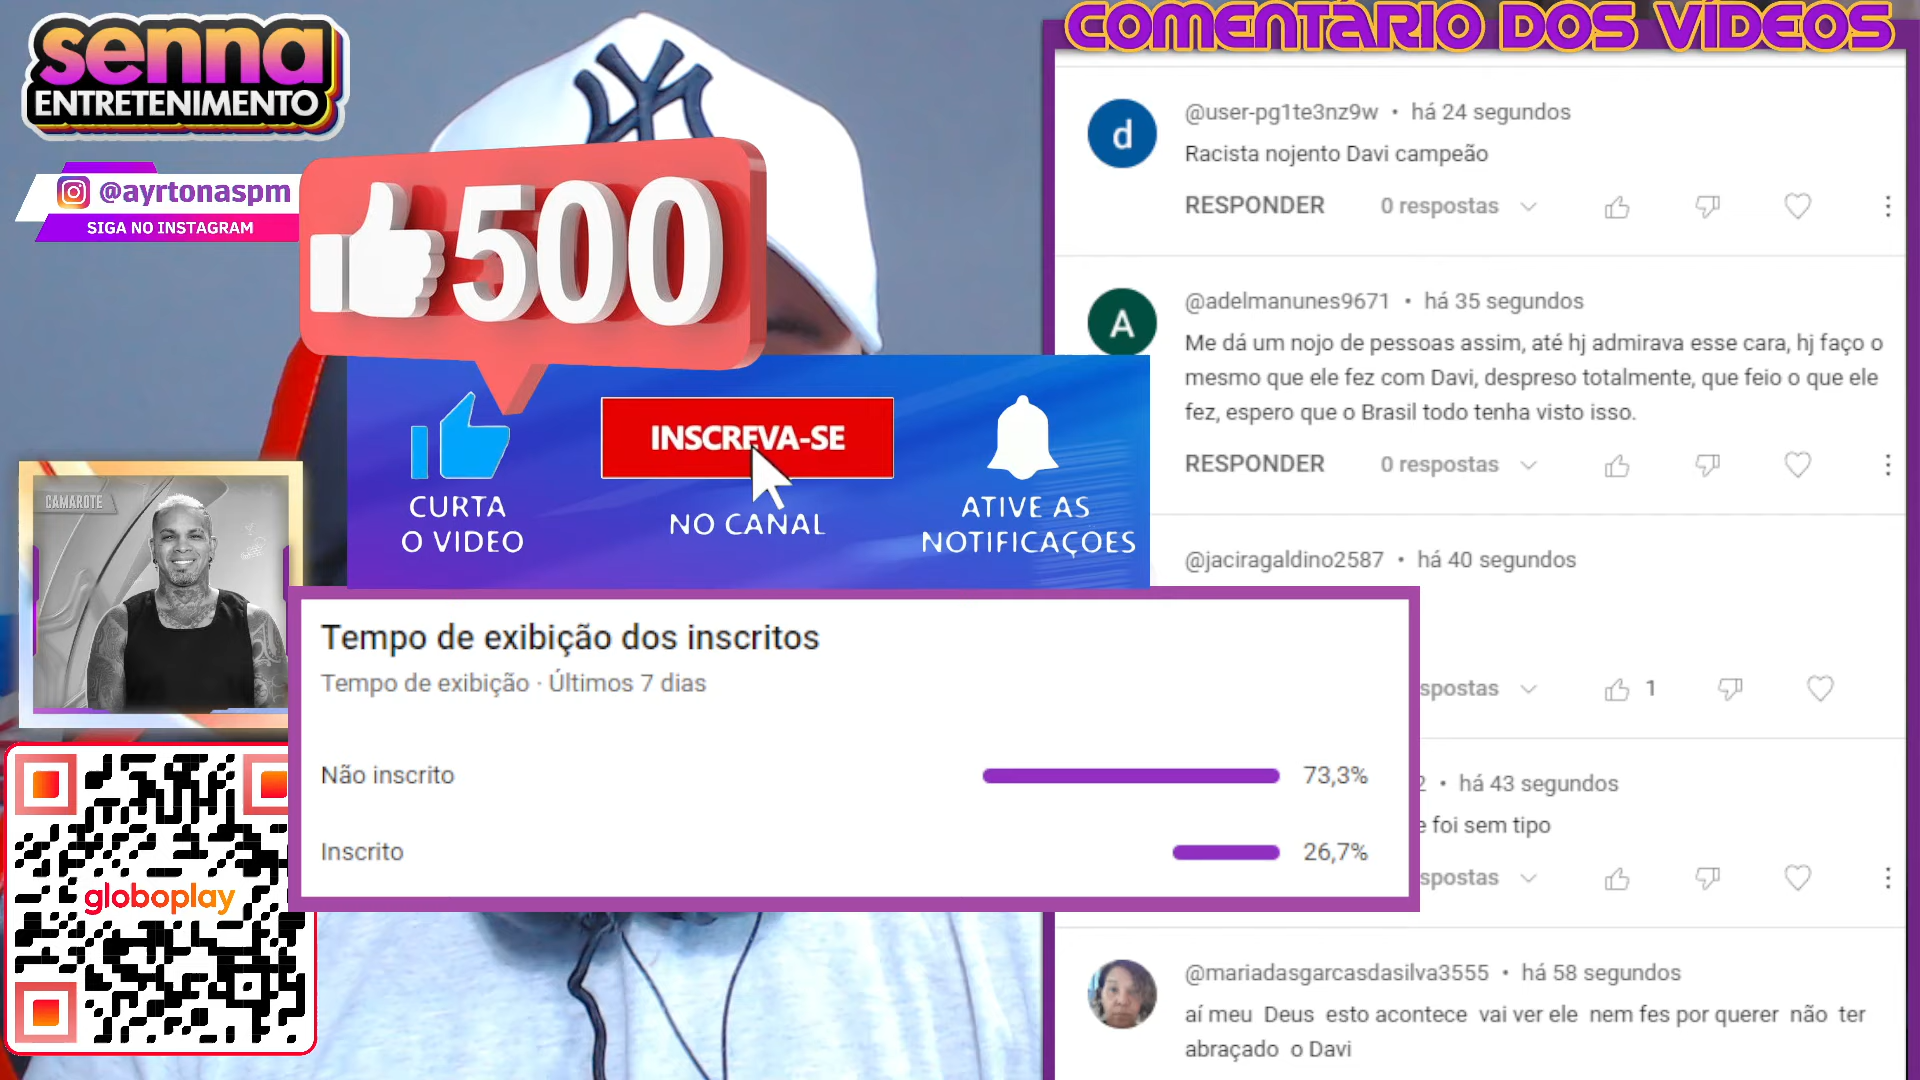 senna
ENTRETENIMENTO
@ayrtonaspm
SIGA NO INSTAGRAM
500
CURTA
O VIDEO
INSCREVA-SE
NO CANAL
ATIVE AS
NOTIFICAÇOES
CAMAROTE
globoplay
Tempo de exibição dos inscritos
Tempo de exibição · Últimos 7 dias
Não inscrito 73,3%
Inscrito 26,7%
COMENTÁRIO DOS VÍDEOS
d
@user-pg1te3nz9w • há 24 segundos
Racista nojento Davi campeão
RESPONDER 0 respostas
A
@adelmanunes9671 • há 35 segundos
Me dá um nojo de pessoas assim, até hj admirava esse cara, hj faço o
mesmo que ele fez com Davi, despreso totalmente, que feio o que ele
fez, espero que o Brasil todo tenha visto isso.
RESPONDER 0 respostas
@jaciragaldino2587 • há 40 segundos
spostas 1
2 • há 43 segundos
e foi sem tipo
spostas
@mariadasgarcasdasilva3555 • há 58 segundos
aí meu Deus esto acontece vai ver ele nem fes por querer não ter
abraçado o Davi